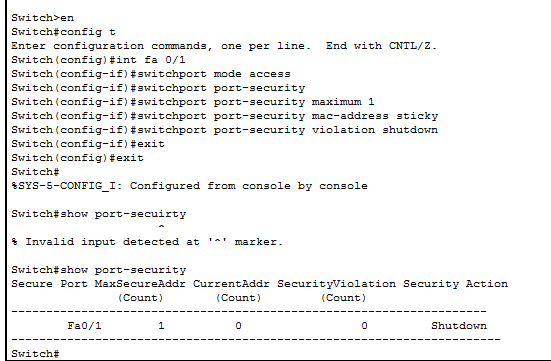 Switch>en
Switch#config t
Enter configuration commands, one per line.  End with CNTL/Z.
Switch(config)#int fa 0/1
Switch(config-if)#switchport mode access
Switch(config-if)#switchport port-security
Switch(config-if)#switchport port-security maximum 1
Switch(config-if)#switchport port-security mac-address sticky
Switch(config-if)#switchport port-security violation shutdown
Switch(config-if)#exit
Switch(config)#exit
Switch#
%SYS-5-CONFIG_I: Configured from console by console
Switch#show port-secuirty
^
% Invalid input detected at '^' marker.
Switch#show port-security
Secure Port MaxSecureAddr CurrentAddr SecurityViolation Security Action
(Count) (Count) (Count)
--------------------------------------------------------------------
Fa0/1 1 0 0 Shutdown
----------------------------------------------------------------------
Switch#